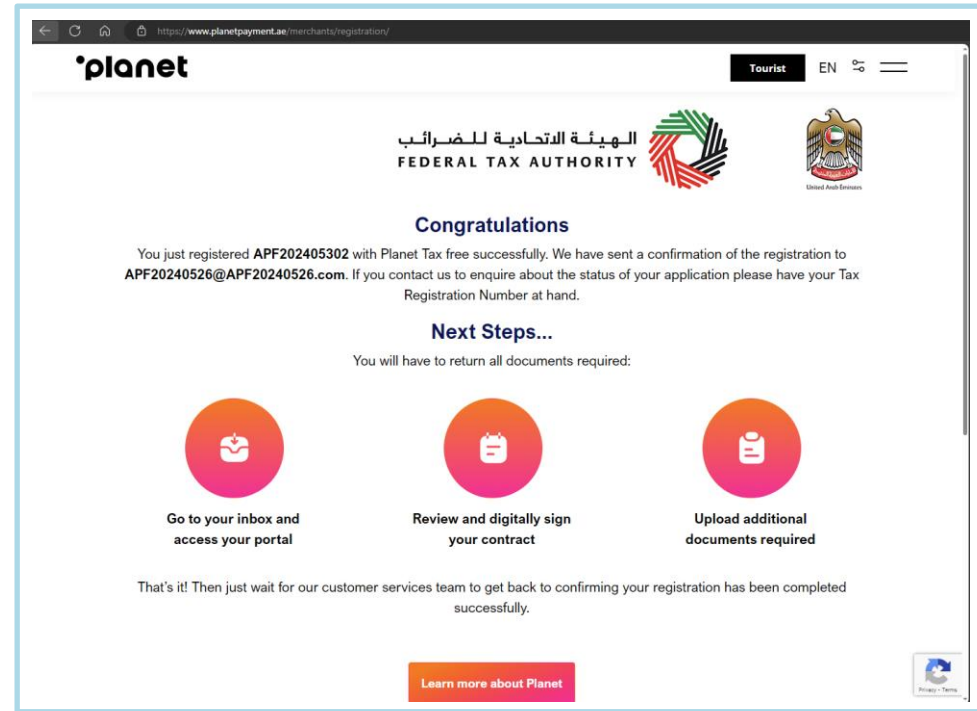 https://www.planetpayment.ae/merchants/registration/
planet
Tourist
EN
الهيئة الاتحادية للضرائب
FEDERAL TAX AUTHORITY
United Arab Emirates
Congratulations
You just registered APF202405302 with Planet Tax free successfully. We have sent a confirmation of the registration to
APF20240526@APF20240526.com. If you contact us to enquire about the status of your application please have your Tax
Registration Number at hand.
Next Steps...
You will have to return all documents required:
Go to your inbox and
access your portal
Review and digitally sign
your contract
Upload additional
documents required
That's it! Then just wait for our customer services team to get back to confirming your registration has been completed
successfully.
Learn more about Planet
Privacy - Terms